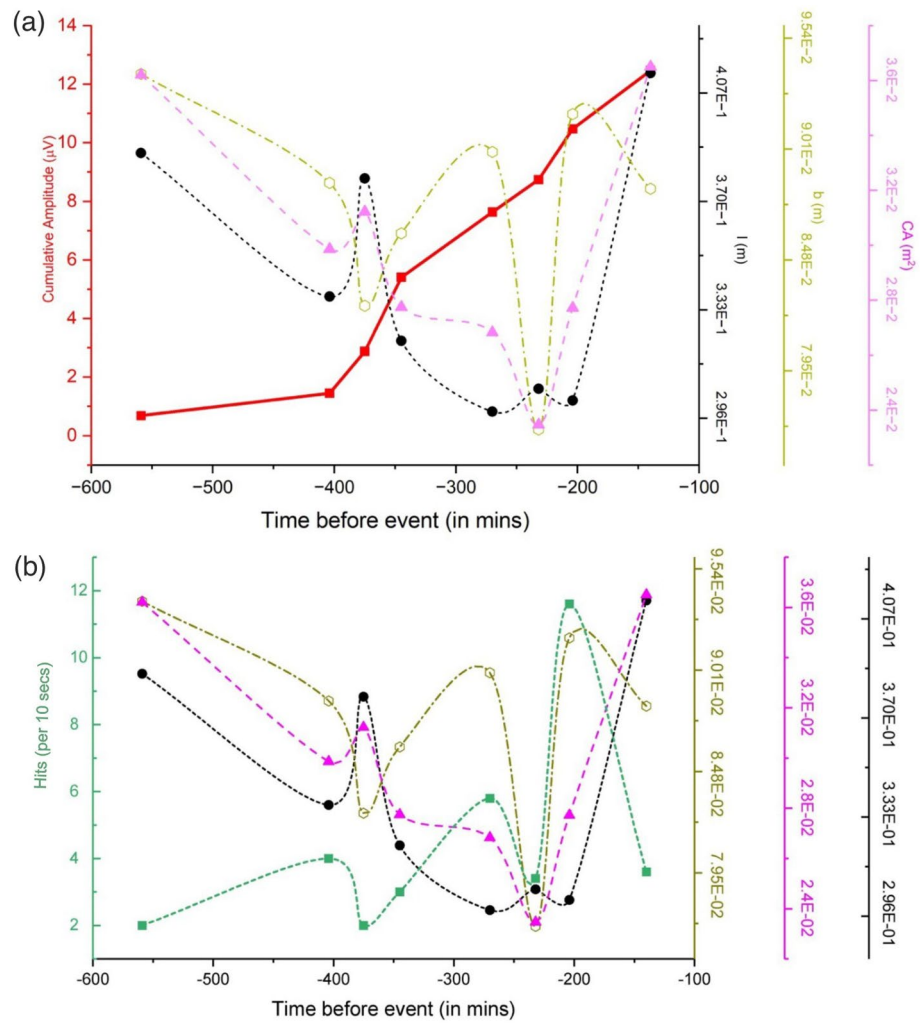 (a)
14
12
10
8
6
4
2
0
Cumulative Amplitude (µV)
−600
−500
−400
−300
−200
−100
Time before event (in mins)
4.07E−1
3.70E−1
3.33E−1
2.96E−1
l (m)
9.54E−2
9.01E−2
8.48E−2
7.95E−2
b (m)
3.6E−2
3.2E−2
2.8E−2
2.4E−2
CA (m²)
(b)
12
10
8
6
4
2
Hits (per 10 secs)
-600
-500
-400
-300
-200
-100
Time before event (in mins)
9.54E-02
9.01E-02
8.48E-02
7.95E-02
3.6E-02
3.2E-02
2.8E-02
2.4E-02
4.07E-01
3.70E-01
3.33E-01
2.96E-01